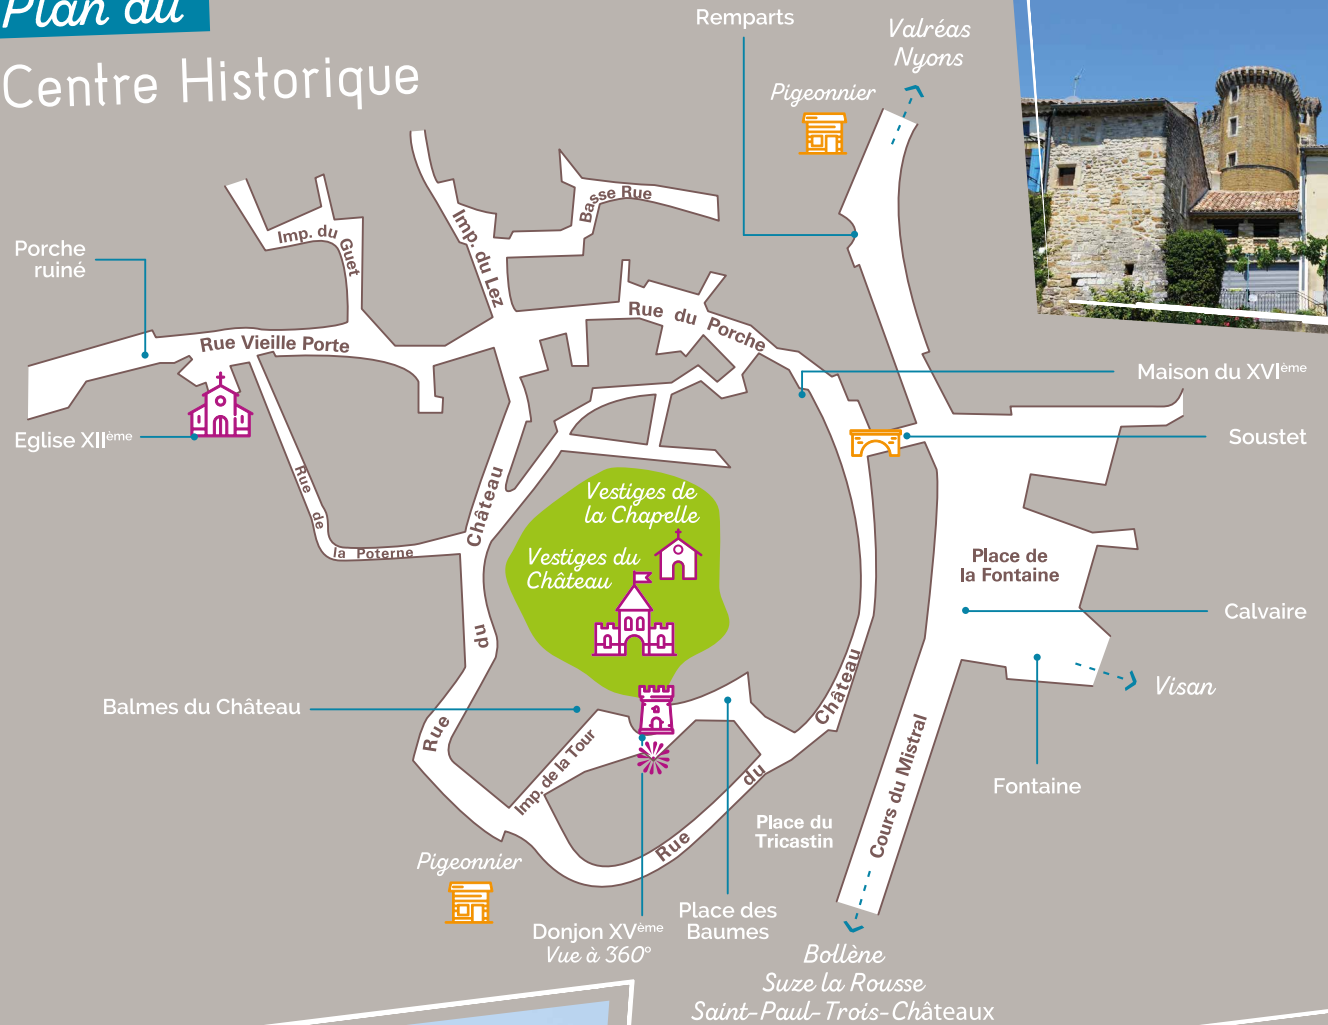 Plan du
Centre Historique
Remparts
Valréas
Nyons
Pigeonnier
Basse Rue
Imp. du Guet
Imp. du Lez
Porche
ruiné
Rue Vieille Porte
Rue du Porche
Maison du XVIème
Eglise XIIème
Soustet
Rue de
la Poterne
Château
Vestiges de
la Chapelle
Vestiges du
Château
Place de
la Fontaine
Calvaire
du
Rue
Balmes du Château
Visan
Château
Imp. de la Tour
Cours du Mistral
du
Fontaine
Place du
Tricastin
Rue
Pigeonnier
Donjon XVème
Vue à 360°
Place des
Baumes
Bollène
Suze la Rousse
Saint-Paul-Trois-Châteaux